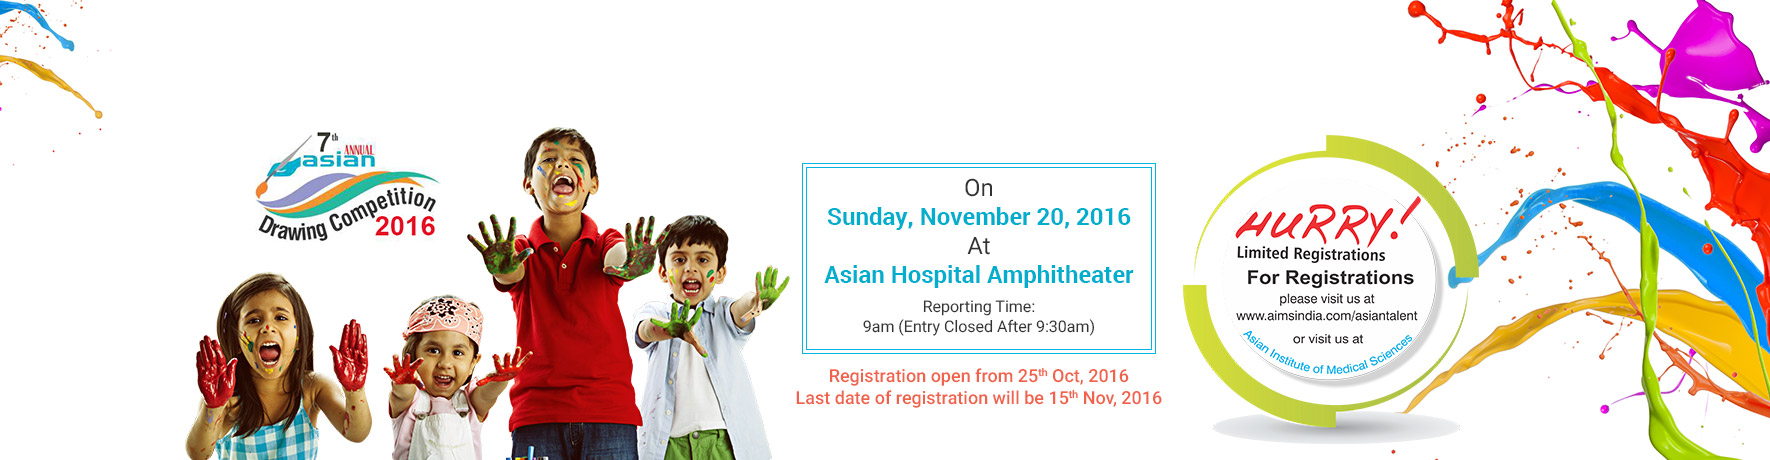 7th
ANNUAL
asian
Drawing Competition
2016
On
Sunday, November 20, 2016
At
Asian Hospital Amphitheater
Reporting Time:
9am (Entry Closed After 9:30am)
Registration open from 25th Oct, 2016
Last date of registration will be 15th Nov, 2016
HURRY!
Limited Registrations
For Registrations
please visit us at
www.aimsindia.com/asiantalent
or visit us at
Asian Institute of Medical Sciences